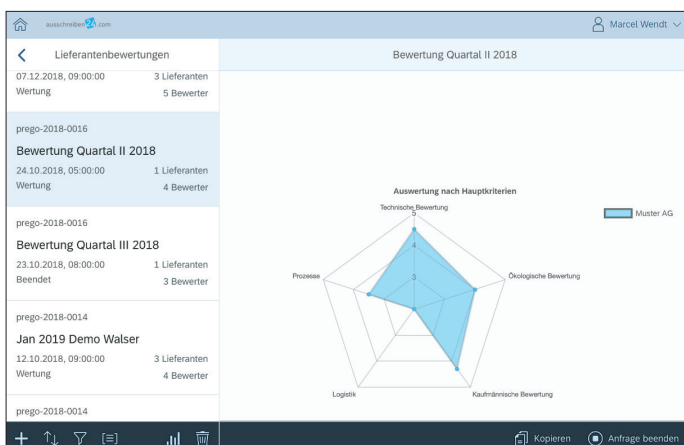 ausschreiben24.com
Marcel Wendt
Lieferantenbewertungen
Bewertung Quartal II 2018
07.12.2018, 09:00:00 3 Lieferanten
Wertung 5 Bewerter
prego-2018-0016
Bewertung Quartal II 2018
24.10.2018, 05:00:00 1 Lieferanten
Wertung 4 Bewerter
prego-2018-0016
Bewertung Quartal III 2018
23.10.2018, 08:00:00 1 Lieferanten
Beendet 3 Bewerter
prego-2018-0014
Jan 2019 Demo Walser
12.10.2018, 09:00:00 3 Lieferanten
Wertung 4 Bewerter
prego-2018-0014
Auswertung nach Hauptkriterien
Muster AG
Technische Bewertung
5
4
3
Prozesse
Ökologische Bewertung
Logistik
Kaufmännische Bewertung
Kopieren
Anfrage beenden